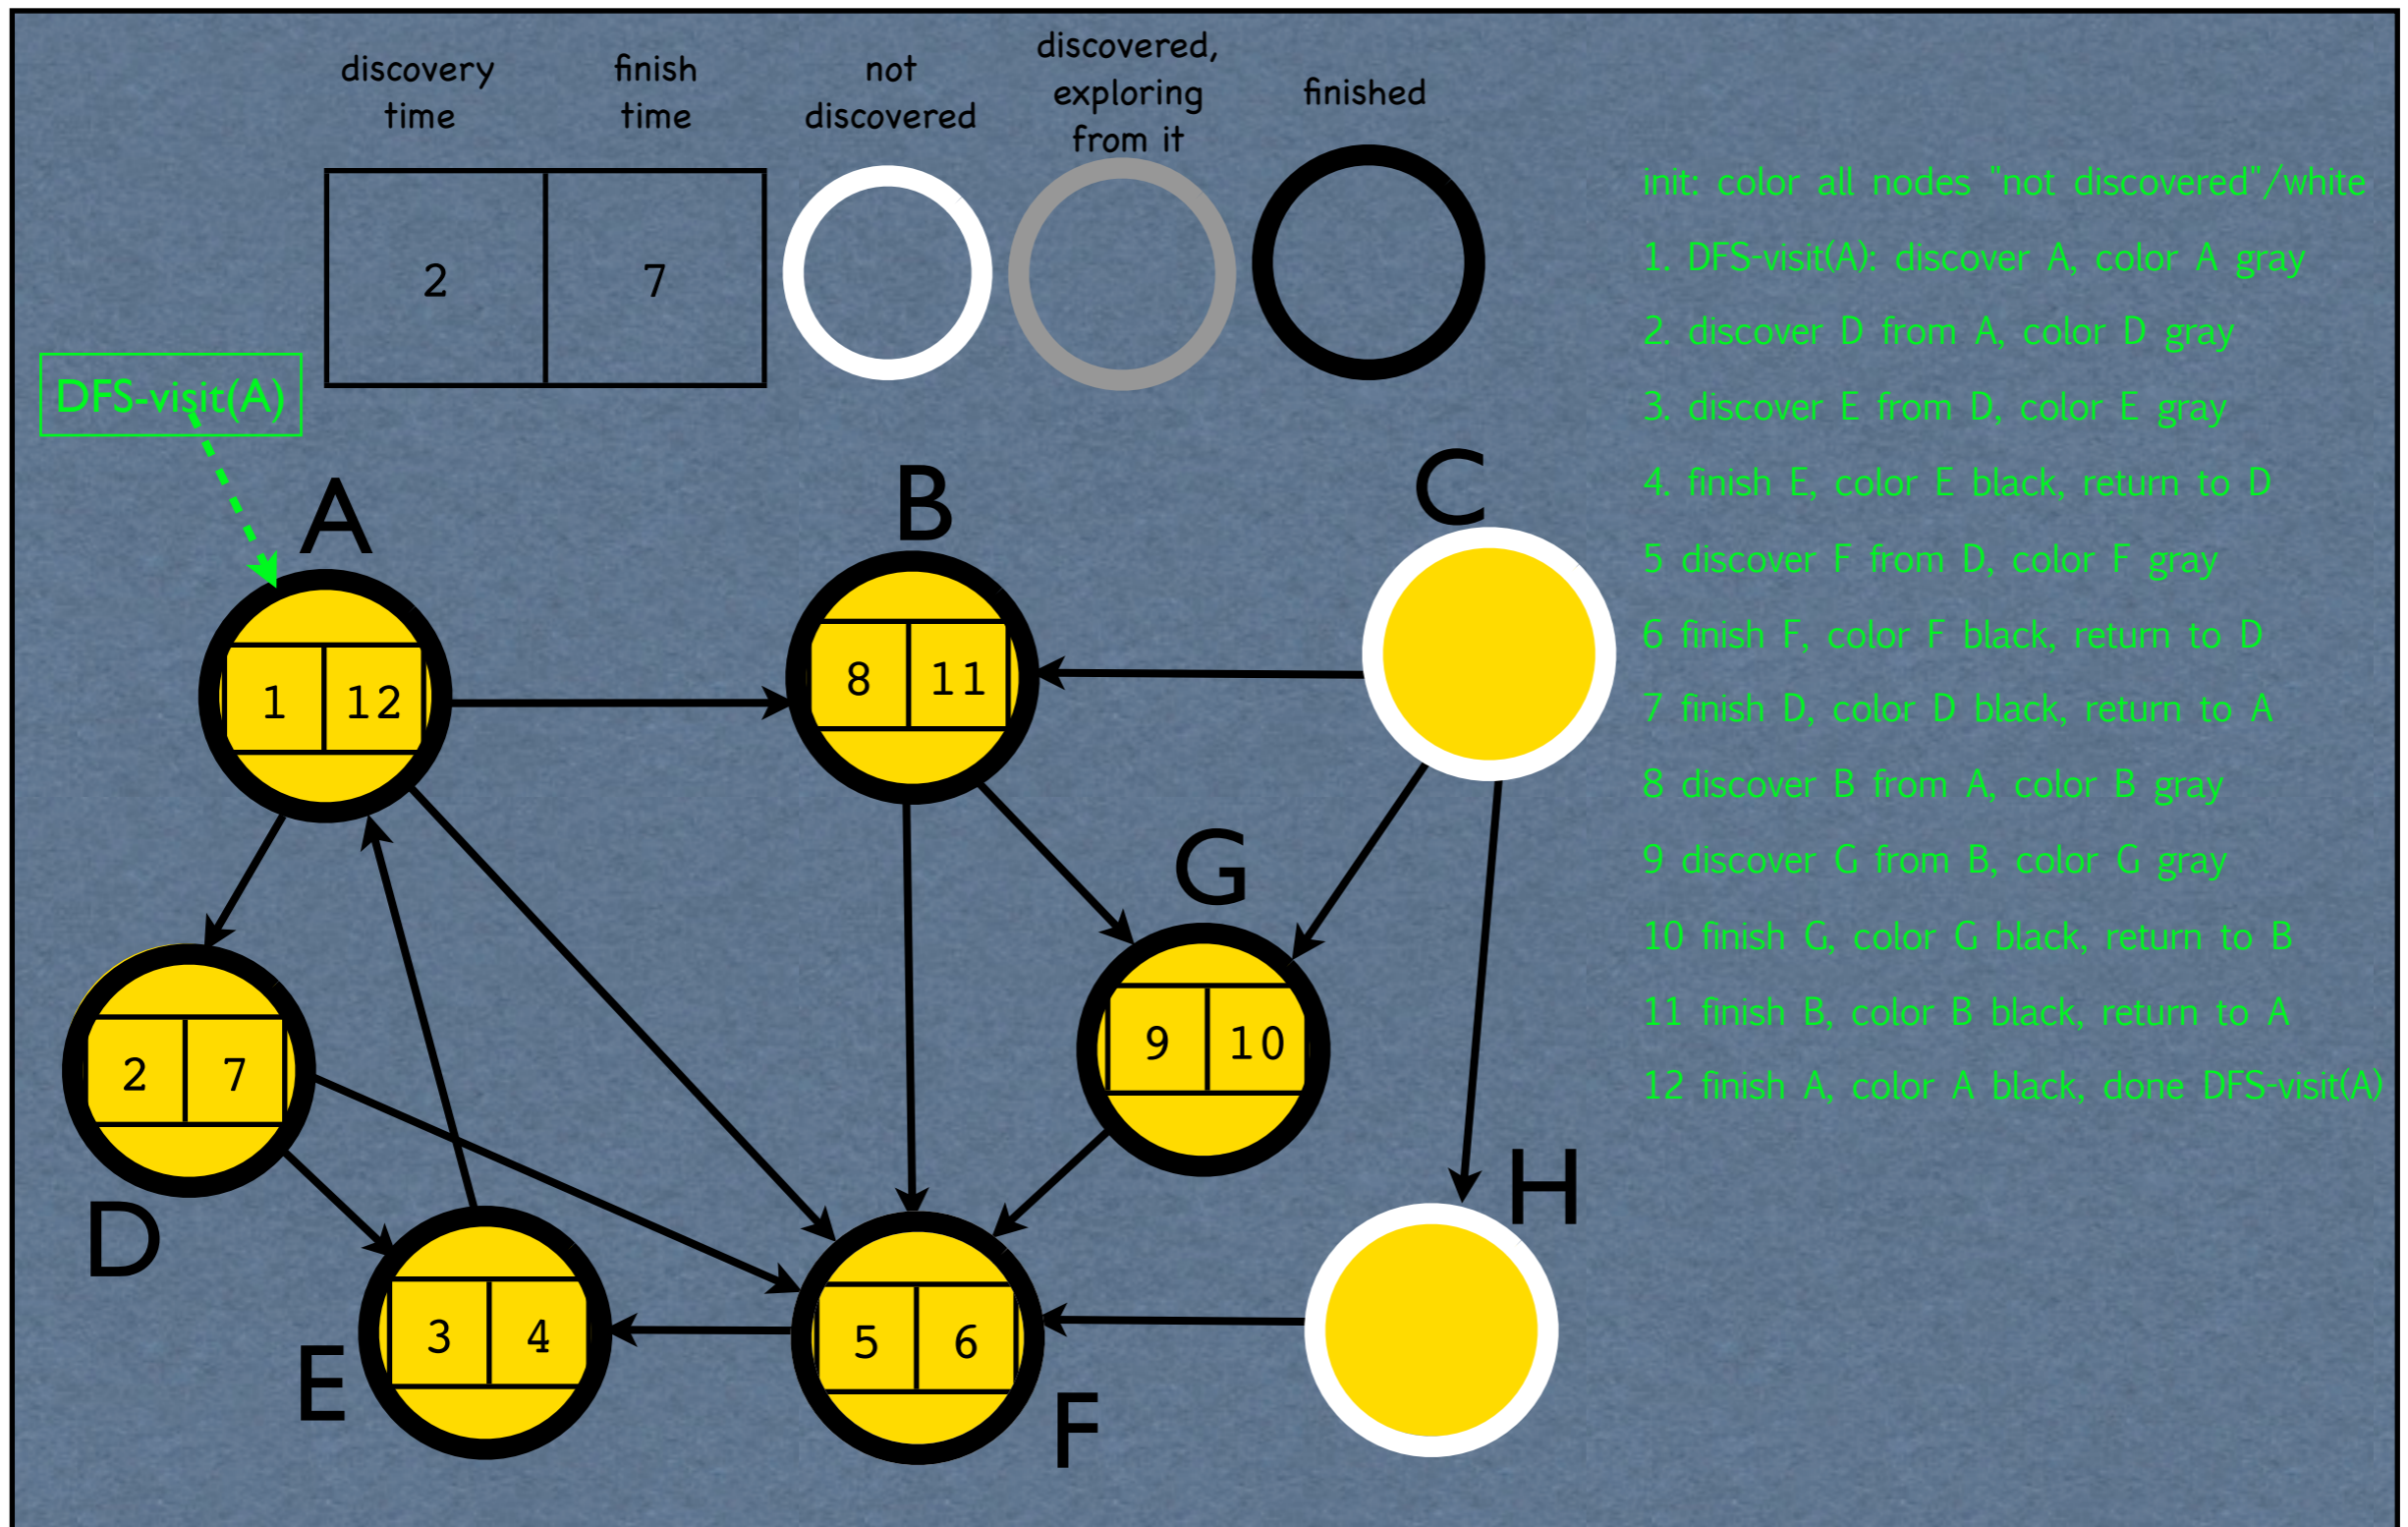 discovery
time
finish
time
not
discovered
discovered,
exploring
from it
finished
2
7
init: color all nodes "not discovered"/white
1. DFS-visit(A): discover A, color A gray
2. discover D from A, color D gray
3. discover E from D, color E gray
4. finish E, color E black, return to D
5 discover F from D, color F gray
6 finish F, color F black, return to D
7 finish D, color D black, return to A
8 discover B from A, color B gray
9 discover G from B, color G gray
10 finish G, color G black, return to B
11 finish B, color B black, return to A
12 finish A, color A black, done DFS-visit(A)
DFS-visit(A)
A
1 12
B
8 11
C
G
9 10
D
2 7
E
3 4
F
5 6
H